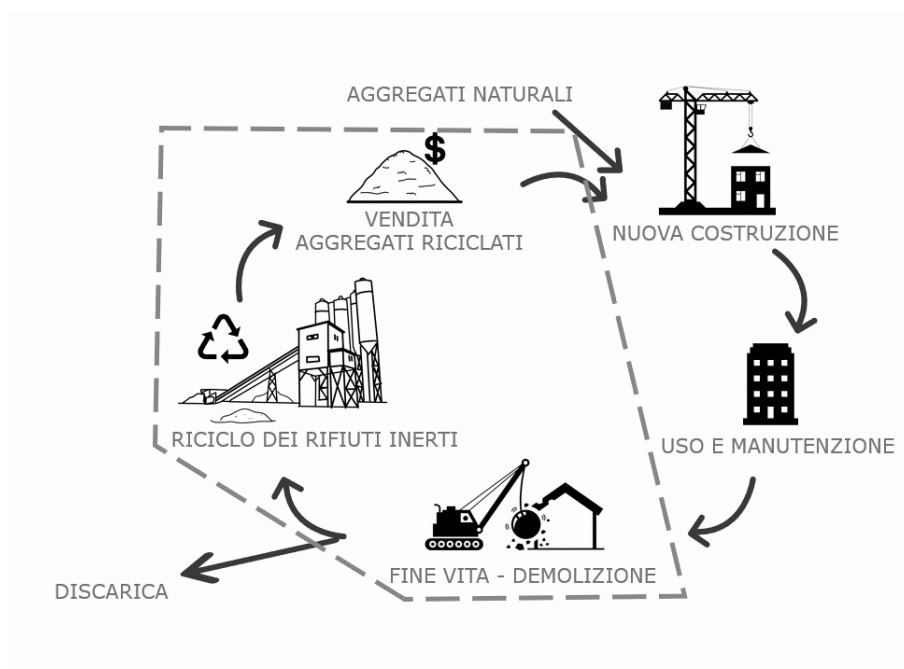 AGGREGATI NATURALI
$
VENDITA
AGGREGATI RICICLATI
NUOVA COSTRUZIONE
RICICLO DEI RIFIUTI INERTI
USO E MANUTENZIONE
FINE VITA - DEMOLIZIONE
DISCARICA